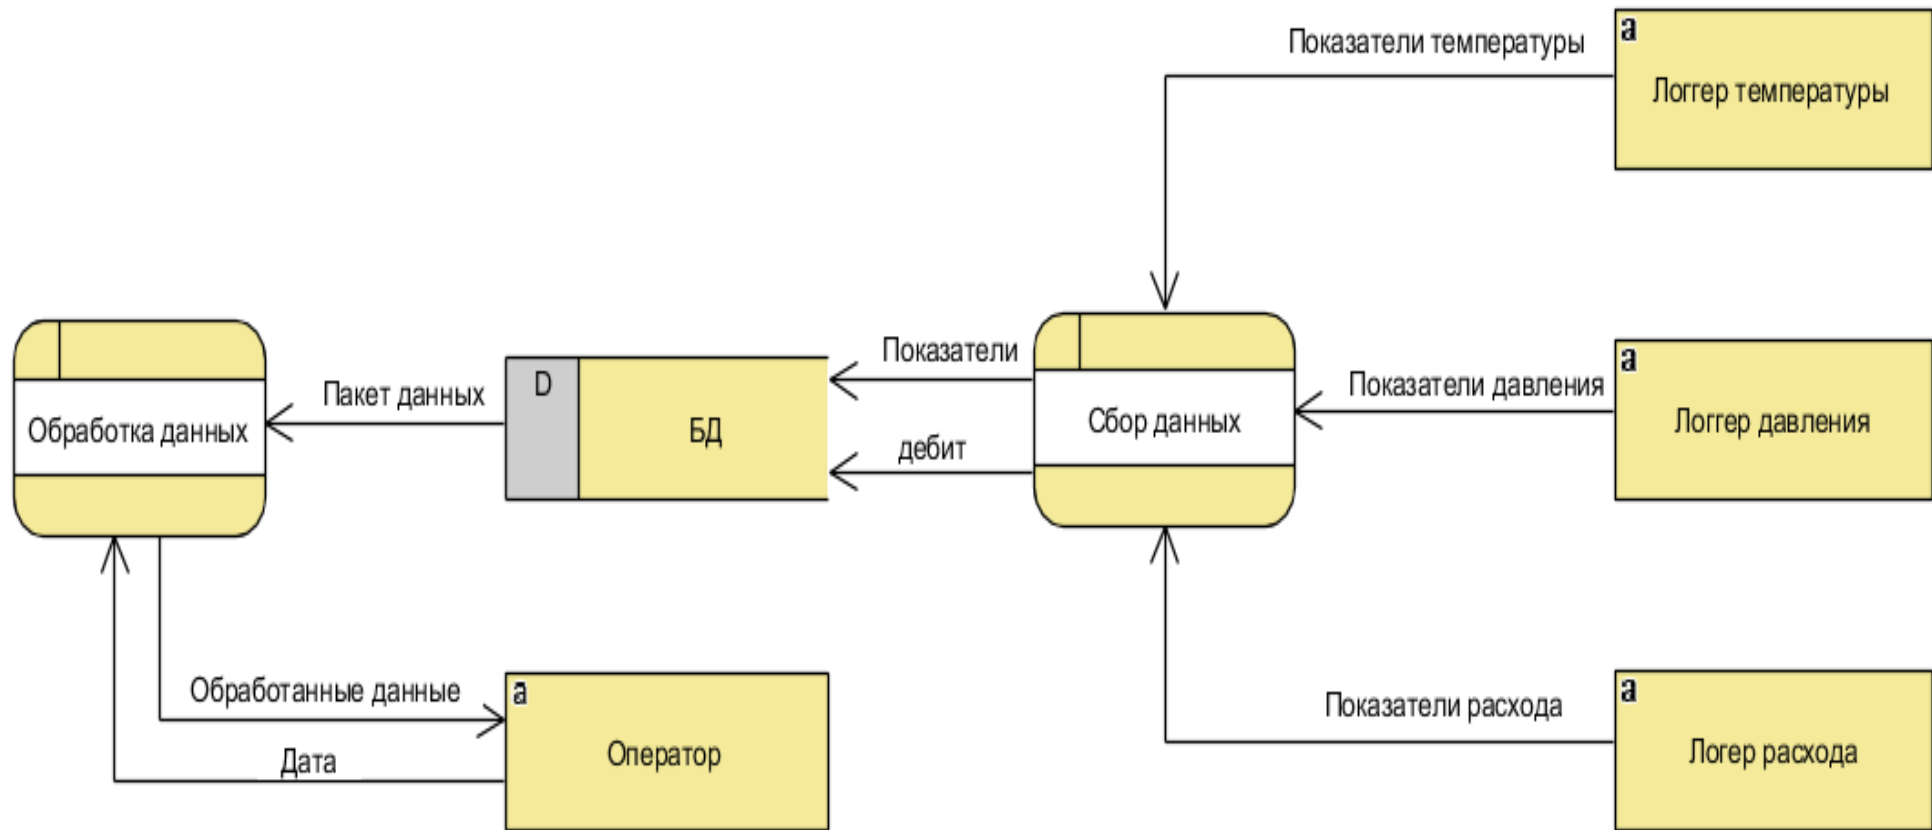 Показатели температуры
a
Логгер температуры
Показатели
Пакет данных
D
БД
Обработка данных
дебит
Сбор данных
Показатели давления
a
Логгер давления
Обработанные данные
Дата
a
Оператор
Показатели расхода
a
Логер расхода